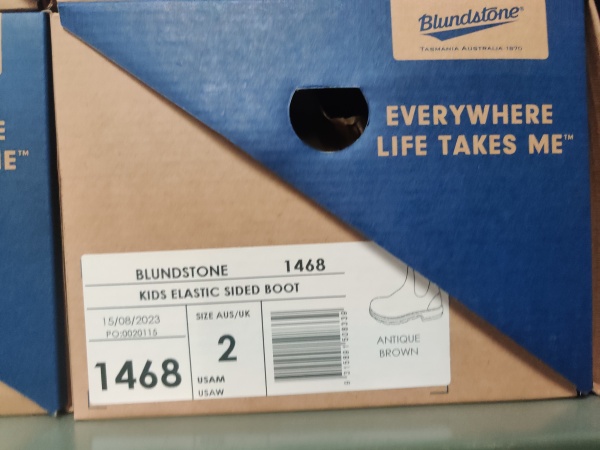 Blundstone®
TASMANIA AUSTRALIA 1870
EVERYWHERE
LIFE TAKES ME™
E
E™
BLUNDSTONE 1468
KIDS ELASTIC SIDED BOOT
15/08/2023
PO:0020115
1468
SIZE AUS/UK
2
USAM
USAW
ANTIQUE
BROWN